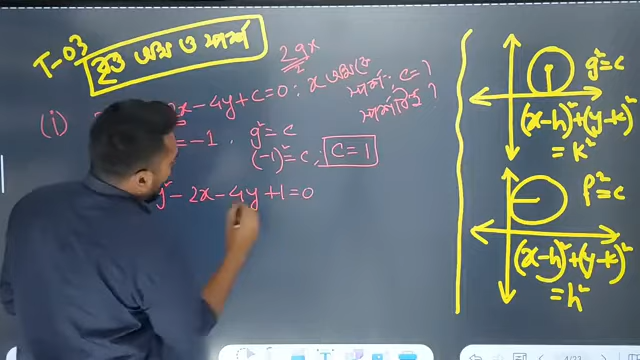 T-03
বৃত্ত অক্ষ ও স্পর্শ
2gx
(i)
2x - 4y + c = 0 : x অক্ষকে
স্পর্শ. c = ?
স্পর্শবিন্দু ?
= -1, g² = c
(-1)² = c, c = 1
y² - 2x - 4y + 1 = 0
g² = c
(x-h)² + (y-k)²
= k²
f² = c
(x-h)² + (y-k)²
= h²